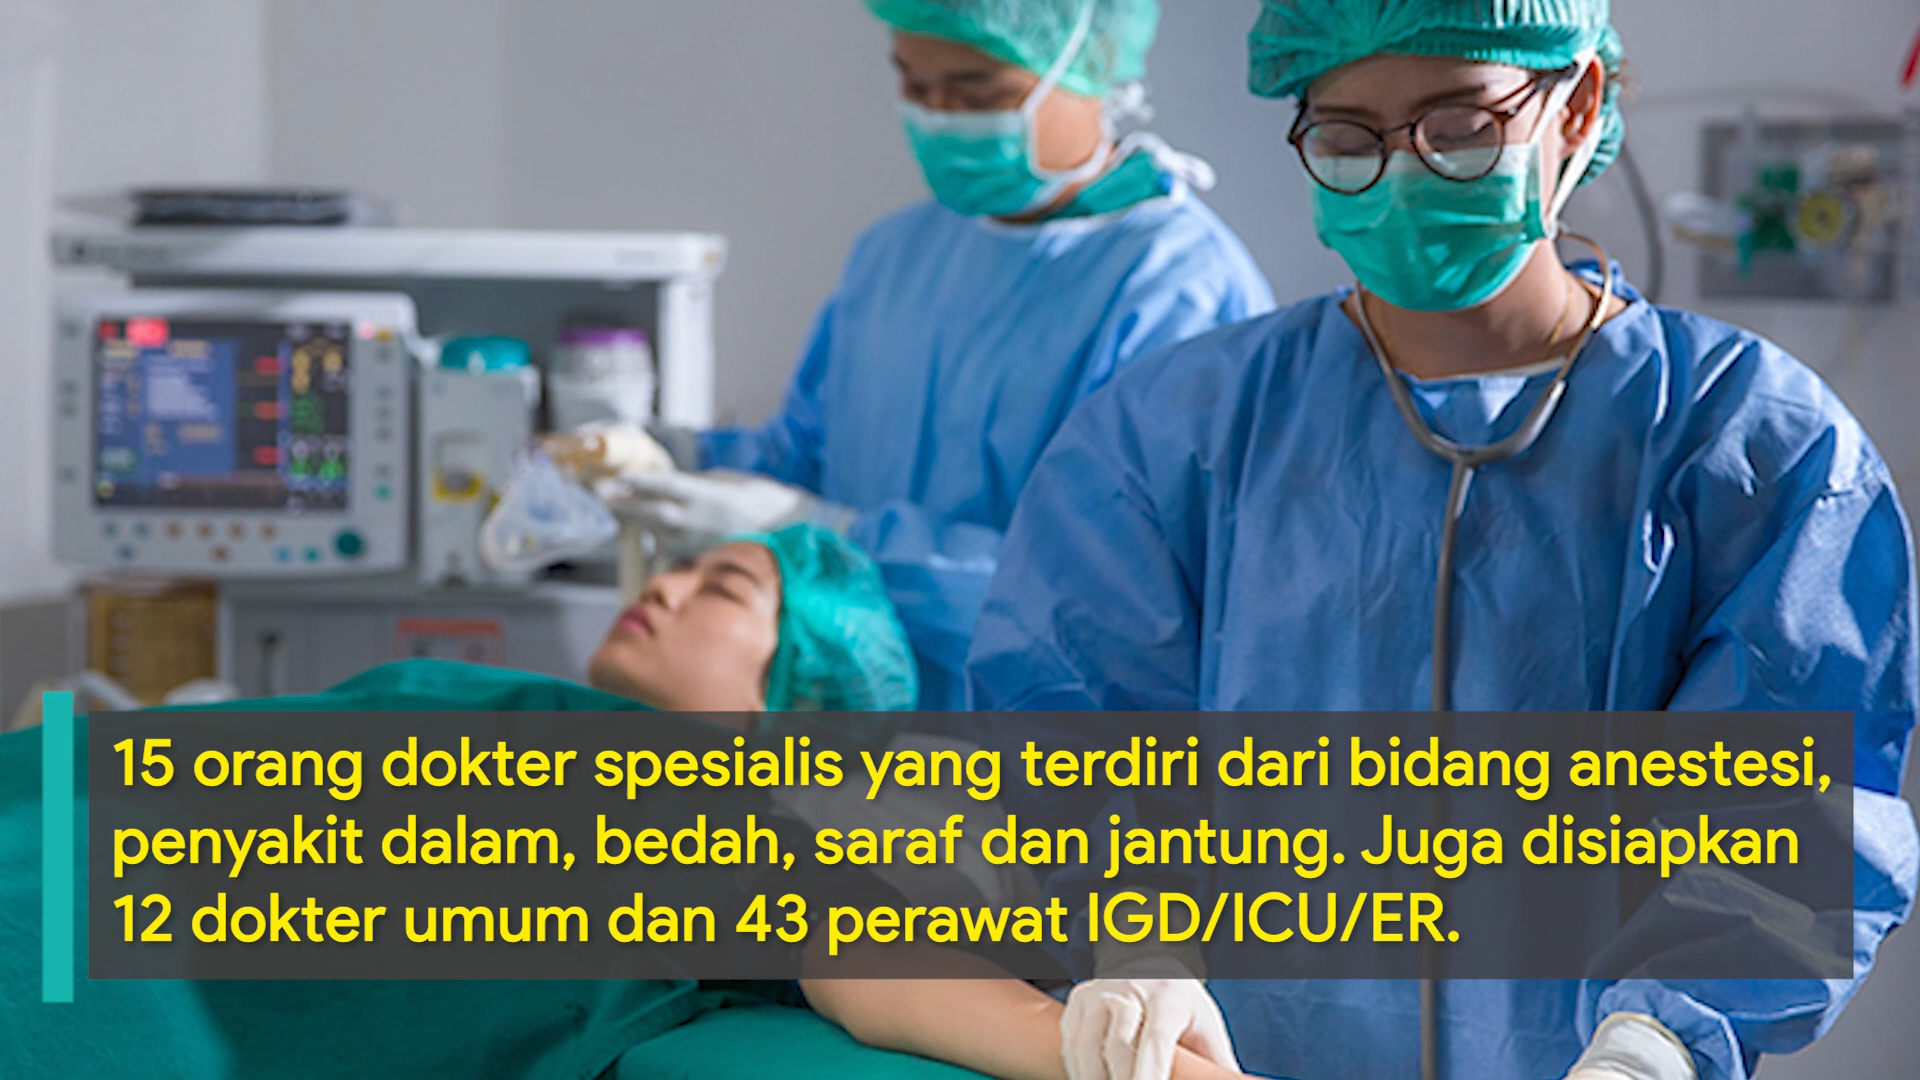 15 orang dokter spesialis yang terdiri dari bidang anestesi,
penyakit dalam, bedah, saraf dan jantung. Juga disiapkan
12 dokter umum dan 43 perawat IGD/ICU/ER.